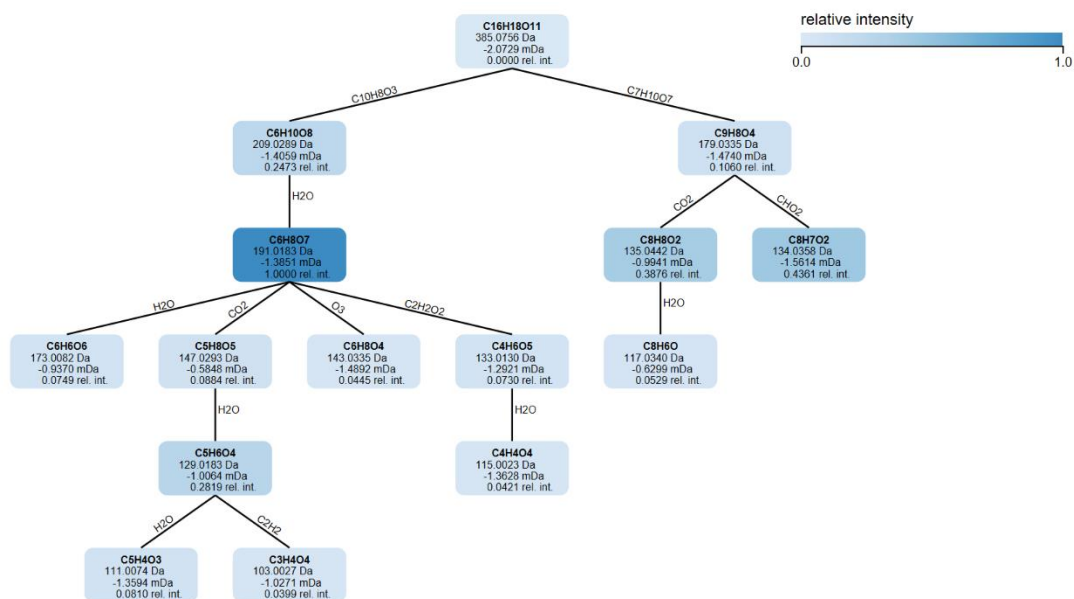 relative intensity
0.0
1.0
C16H18O11
385.0756 Da
-2.0729 mDa
0.0000 rel. int.
C10H8O3
C7H10O7
C6H10O8
209.0289 Da
-1.4059 mDa
0.2473 rel. int.
C9H8O4
179.0335 Da
-1.4740 mDa
0.1060 rel. int.
H2O
CO2
CHO2
C6H8O7
191.0183 Da
-1.3851 mDa
1.0000 rel. int.
C8H8O2
135.0442 Da
-0.9941 mDa
0.3876 rel. int.
C8H7O2
134.0358 Da
-1.5614 mDa
0.4361 rel. int.
H2O
CO2
O3
C2H2O2
H2O
C6H6O6
173.0082 Da
-0.9370 mDa
0.0749 rel. int.
C5H8O5
147.0293 Da
-0.5848 mDa
0.0884 rel. int.
C6H8O4
143.0335 Da
-1.4892 mDa
0.0445 rel. int.
C4H6O5
133.0130 Da
-1.2921 mDa
0.0730 rel. int.
C8H6O
117.0340 Da
-0.6299 mDa
0.0529 rel. int.
H2O
H2O
C5H6O4
129.0183 Da
-1.0064 mDa
0.2819 rel. int.
C4H4O4
115.0023 Da
-1.3628 mDa
0.0421 rel. int.
H2O
C2H2
C5H4O3
111.0074 Da
-1.3594 mDa
0.0810 rel. int.
C3H4O4
103.0027 Da
-1.0271 mDa
0.0399 rel. int.